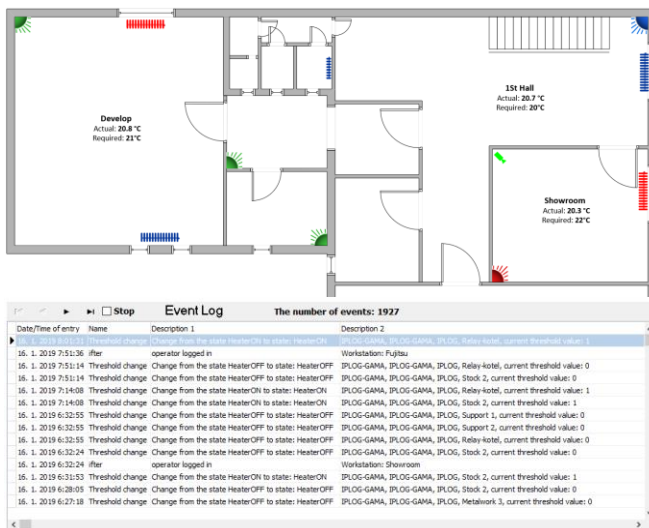 Develop
Actual: 20.8 °C
Required: 21°C
1St Hall
Actual: 20.7 °C
Required: 20°C
Showroom
Actual: 20.3 °C
Required: 22°C
Stop Event Log The number of events: 1927
Date/Time of entry Name Description 1 Description 2
16. 1. 2019 8:01:23 Threshold change Change from the state HeaterON to state: HeaterON IPLOG-GAMA, IPLOG-GAMA, IPLOG, Relay-kotel, current threshold value: 1
16. 1. 2019 7:51:36 ifter operator logged in Workstation: Fujitsu
16. 1. 2019 7:51:14 Threshold change Change from the state HeaterOFF to state: HeaterOFF IPLOG-GAMA, IPLOG-GAMA, IPLOG, Relay-kotel, current threshold value: 0
16. 1. 2019 7:51:14 Threshold change Change from the state HeaterOFF to state: HeaterOFF IPLOG-GAMA, IPLOG-GAMA, IPLOG, Stock 2, current threshold value: 0
16. 1. 2019 7:14:08 Threshold change Change from the state HeaterON to state: HeaterON IPLOG-GAMA, IPLOG-GAMA, IPLOG, Relay-kotel, current threshold value: 1
16. 1. 2019 7:14:08 Threshold change Change from the state HeaterON to state: HeaterON IPLOG-GAMA, IPLOG-GAMA, IPLOG, Stock 2, current threshold value: 1
16. 1. 2019 6:32:55 Threshold change Change from the state HeaterOFF to state: HeaterOFF IPLOG-GAMA, IPLOG-GAMA, IPLOG, Support 1, current threshold value: 0
16. 1. 2019 6:32:55 Threshold change Change from the state HeaterOFF to state: HeaterOFF IPLOG-GAMA, IPLOG-GAMA, IPLOG, Support 2, current threshold value: 0
16. 1. 2019 6:32:55 Threshold change Change from the state HeaterOFF to state: HeaterOFF IPLOG-GAMA, IPLOG-GAMA, IPLOG, Relay-kotel, current threshold value: 0
16. 1. 2019 6:32:24 Threshold change Change from the state HeaterOFF to state: HeaterOFF IPLOG-GAMA, IPLOG-GAMA, IPLOG, Stock 2, current threshold value: 0
16. 1. 2019 6:32:24 ifter operator logged in Workstation: Showroom
16. 1. 2019 6:31:53 Threshold change Change from the state HeaterON to state: HeaterON IPLOG-GAMA, IPLOG-GAMA, IPLOG, Stock 2, current threshold value: 1
16. 1. 2019 6:28:05 Threshold change Change from the state HeaterOFF to state: HeaterOFF IPLOG-GAMA, IPLOG-GAMA, IPLOG, Stock 2, current threshold value: 0
16. 1. 2019 6:27:18 Threshold change Change from the state HeaterOFF to state: HeaterOFF IPLOG-GAMA, IPLOG-GAMA, IPLOG, Metalwork 3, current threshold value: 0